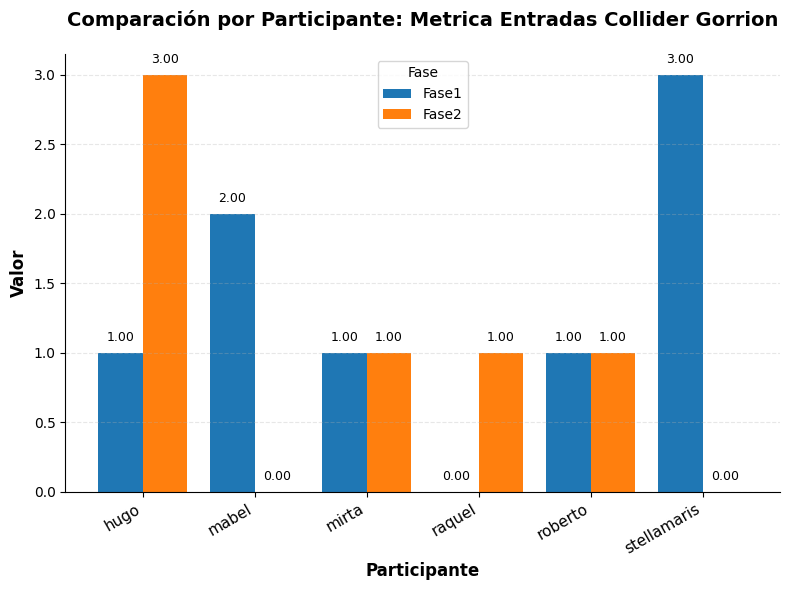 Comparación por Participante: Metrica Entradas Collider Gorrion
Fase
Fase1
Fase2
3.00
3.00
3.0
2.5
2.00
2.0
1.5
1.00
1.00
1.00
1.00
1.00
1.00
1.0
0.5
0.00
0.00
0.00
0.0
Valor
hugo
mabel
mirta
raquel
roberto
stellamaris
Participante